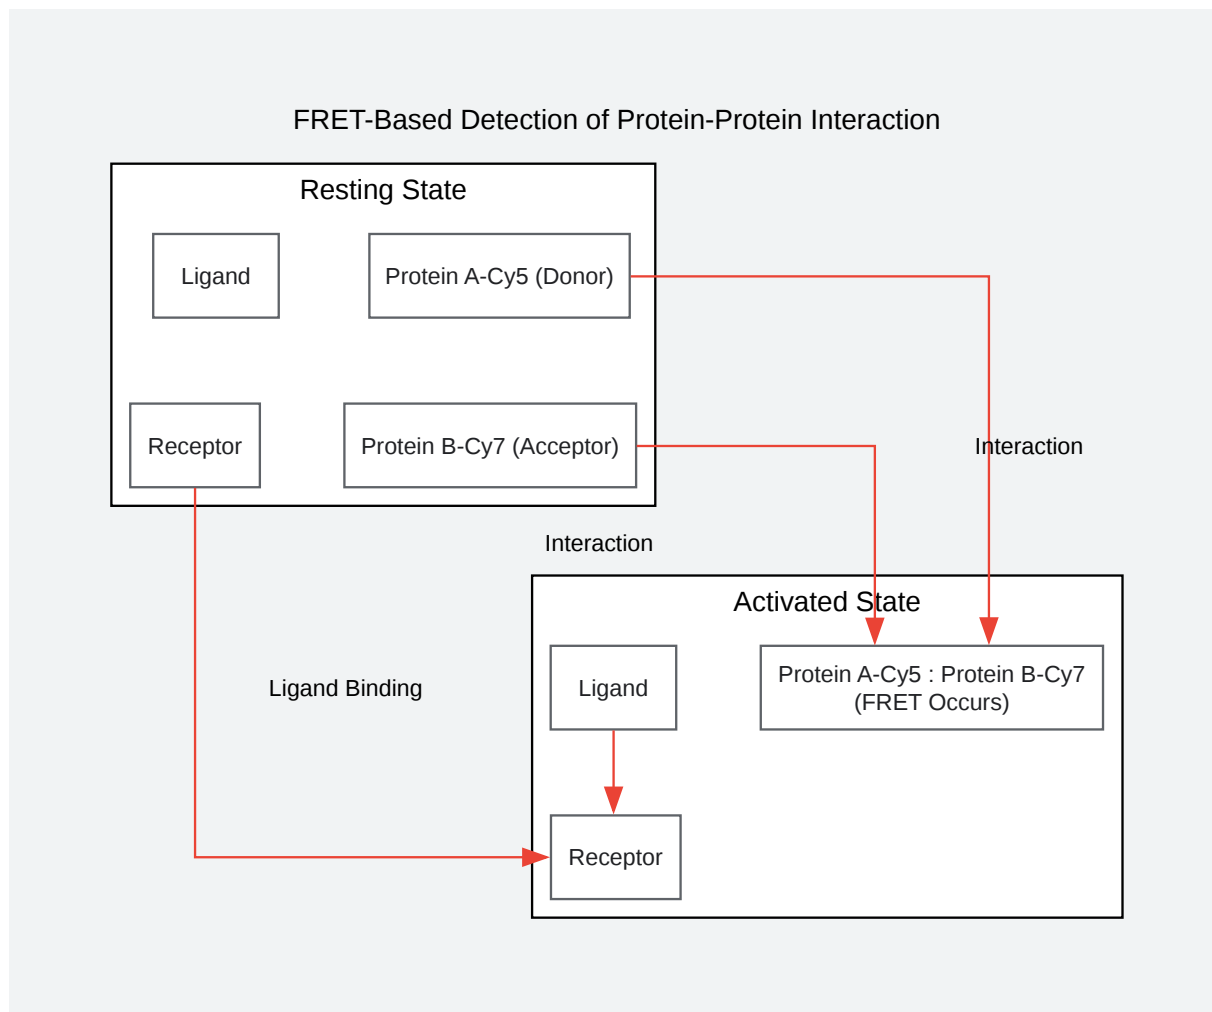 FRET-Based Detection of Protein-Protein Interaction
Resting State
Ligand
Protein A-Cy5 (Donor)
Receptor
Protein B-Cy7 (Acceptor)
Interaction
Interaction
Activated State
Ligand Binding
Ligand
Protein A-Cy5 : Protein B-Cy7
(FRET Occurs)
Receptor